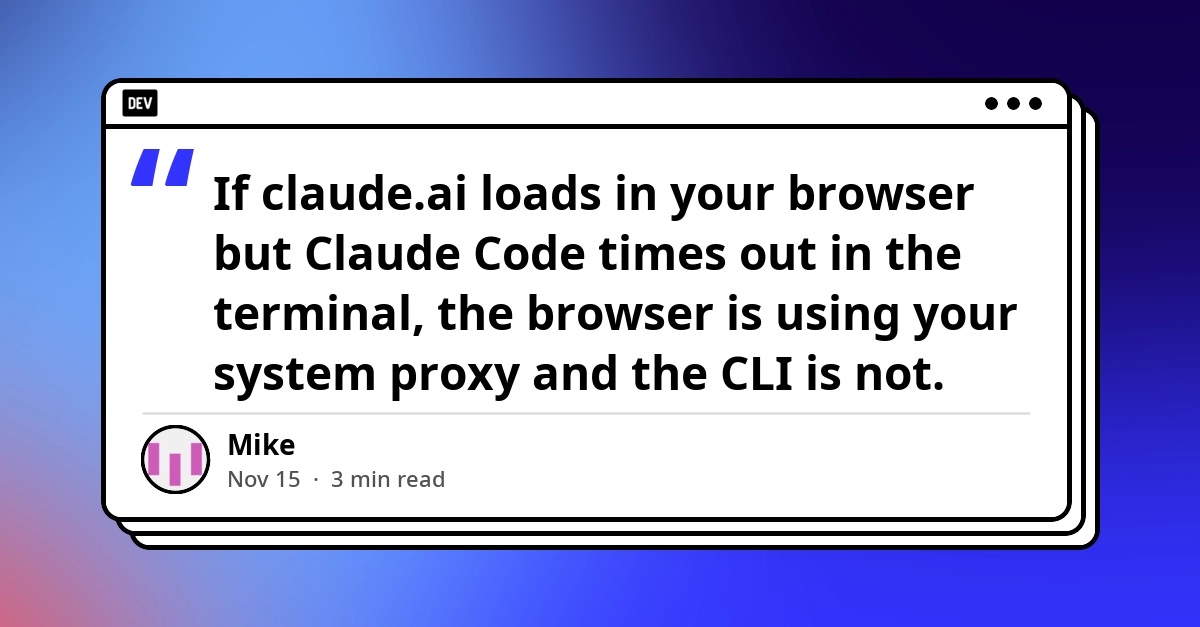 DEV
“ If claude.ai loads in your browser
but Claude Code times out in the
terminal, the browser is using your
system proxy and the CLI is not.
Mike
Nov 15 · 3 min read